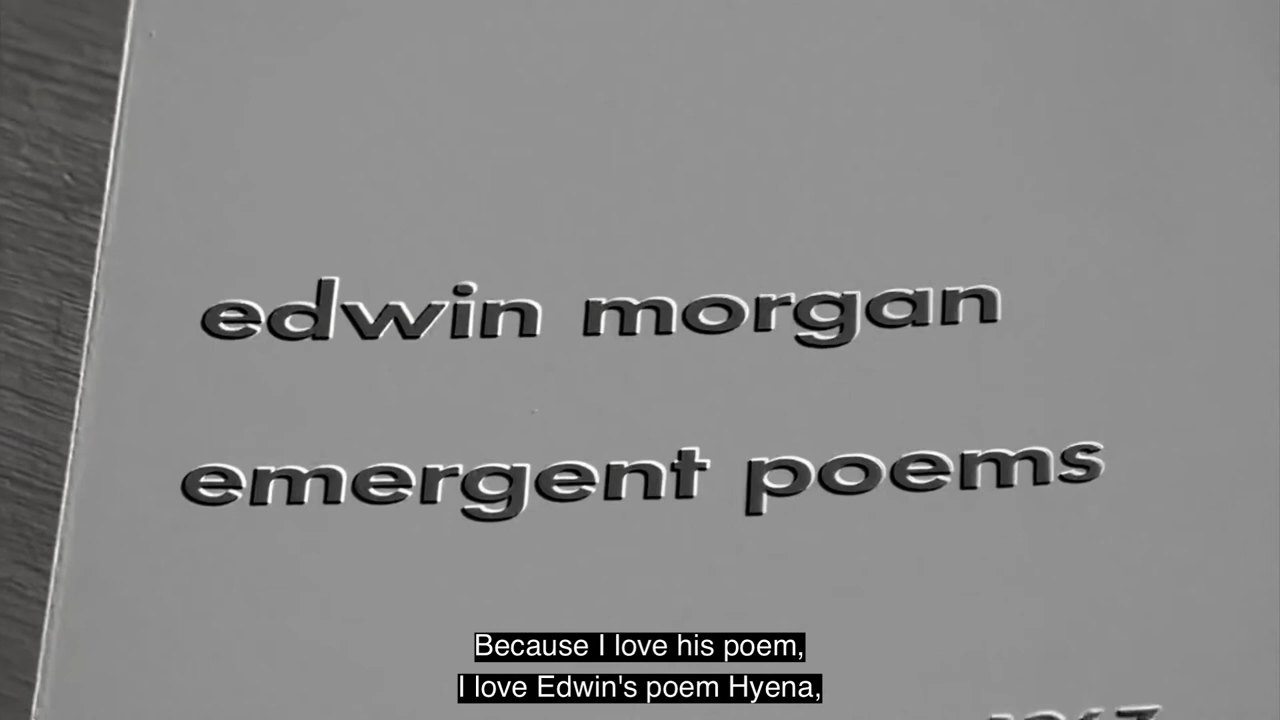 edwin morgan
emergent poems
Because I love his poem,
I love Edwin's poem Hyena,